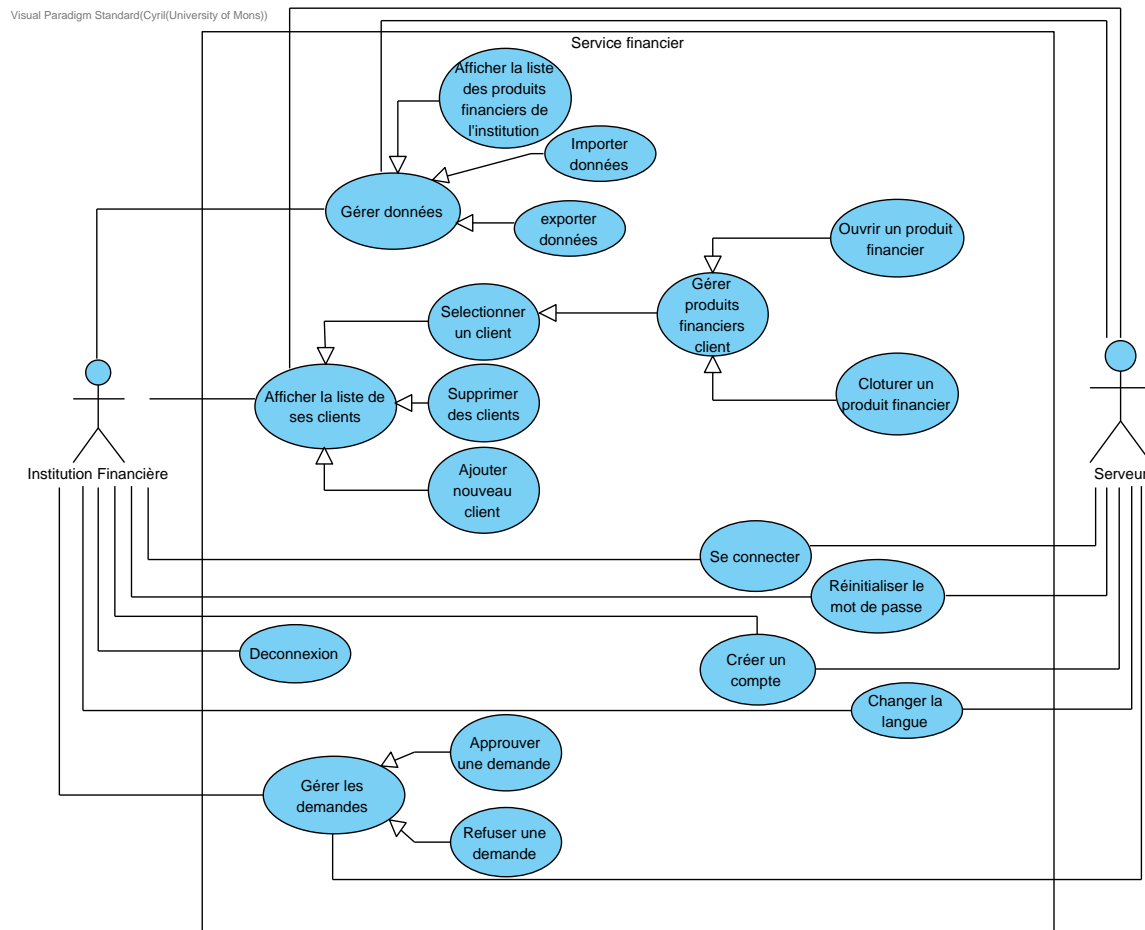 Visual Paradigm Standard(Cyril(University of Mons))
Service financier
Afficher la liste
des produits
financiers de
l'institution
Importer
données
Gérer données
exporter
données
Ouvrir un produit
financier
Gérer
produits
financiers
client
Selectionner
un client
Afficher la liste de
ses clients
Supprimer
des clients
Cloturer un
produit financier
Ajouter
nouveau
client
Institution Financière
Serveur
Se connecter
Réinitialiser le
mot de passe
Deconnexion
Créer un
compte
Changer la
langue
Approuver
une demande
Gérer les
demandes
Refuser une
demande